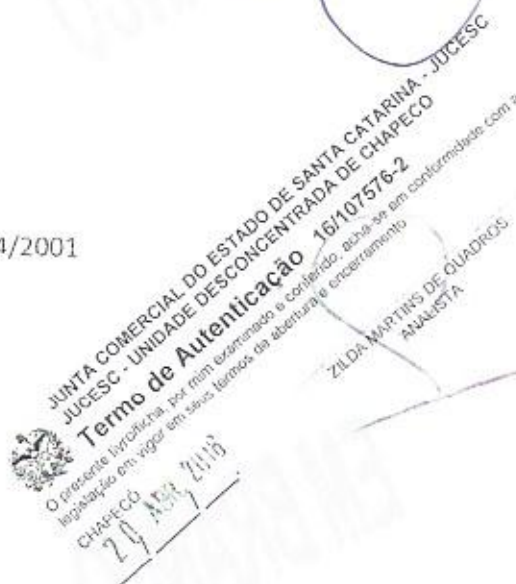 4/2001
JUNTA COMERCIAL DO ESTADO DE SANTA CATARINA - JUCESC
JUCESC - UNIDADE DESCONCENTRADA DE CHAPECO
Termo de Autenticação 16/107576-2
O presente livro/ficha, por mim examinado e conferido, acha-se em conformidade com a
legislação em vigor em seus termos de abertura e encerramento
CHAPECÓ
ZILDA MARTINS DE QUADROS
ANALISTA